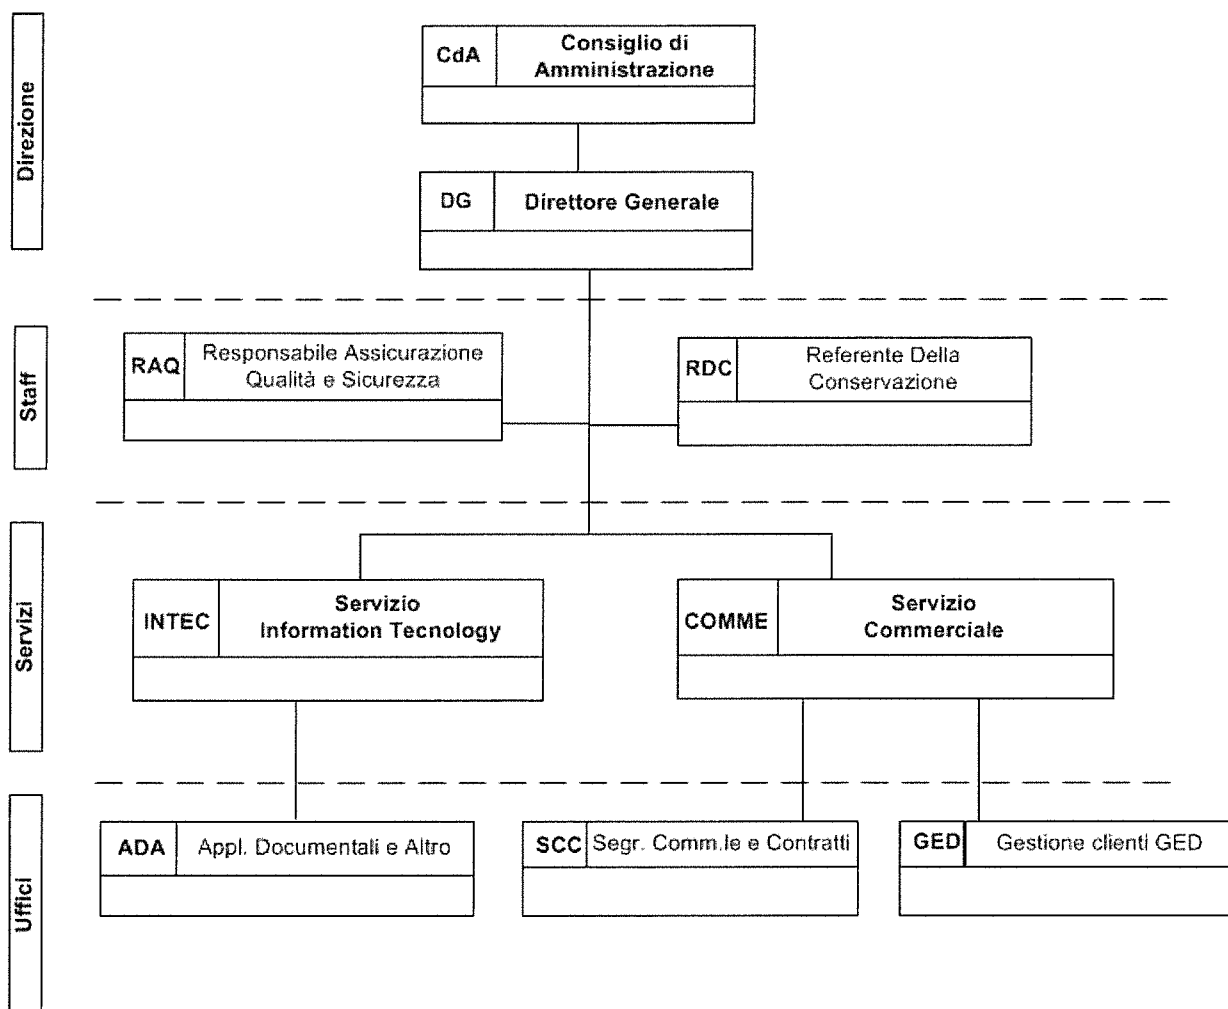 Direzione
CdA
Consiglio di
Amministrazione
DG
Direttore Generale
Staff
RAQ
Responsabile Assicurazione
Qualità e Sicurezza
RDC
Referente Della
Conservazione
Servizi
INTEC
Servizio
Information Tecnology
COMME
Servizio
Commerciale
Uffici
ADA
Appl. Documentali e Altro
SCC
Segr. Comm.le e Contratti
GED
Gestione clienti GED